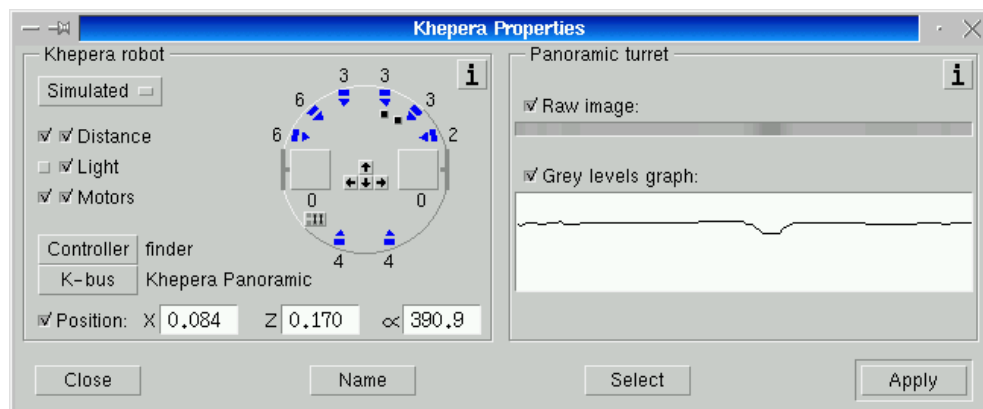 Khepera Properties
Khepera robot
i
Simulated
Distance
Light
Motors
3 3
6 3
6 2
0 0
4 4
Controller finder
K-bus Khepera Panoramic
Position: X 0.084 Z 0.170 ∝ 390.9
Panoramic turret
i
Raw image:
Grey levels graph:
Close Name Select Apply